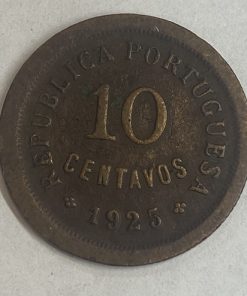 REPUBLICA PORTUGUESA
10
CENTAVOS
* 1925 *